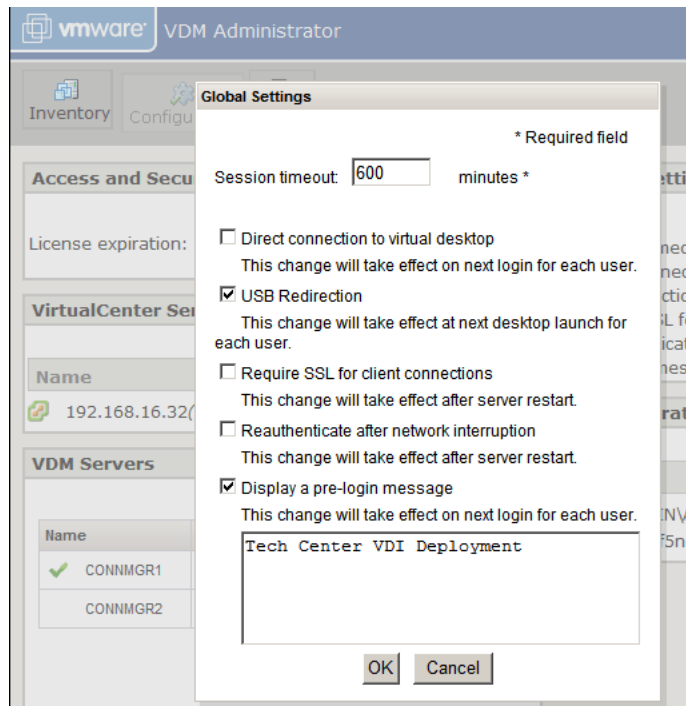 vmware VDM Administrator
Inventory
Global Settings
* Required field
Access and Secu
Session timeout: 600 minutes *
License expiration:
Direct connection to virtual desktop
This change will take effect on next login for each user.
USB Redirection
VirtualCenter Ser
This change will take effect at next desktop launch for
each user.
Name
Require SSL for client connections
This change will take effect after server restart.
192.168.16.32(
Reauthenticate after network interruption
This change will take effect after server restart.
VDM Servers
Display a pre-login message
This change will take effect on next login for each user.
Name
Tech Center VDI Deployment
CONNMGR1
CONNMGR2
OK Cancel